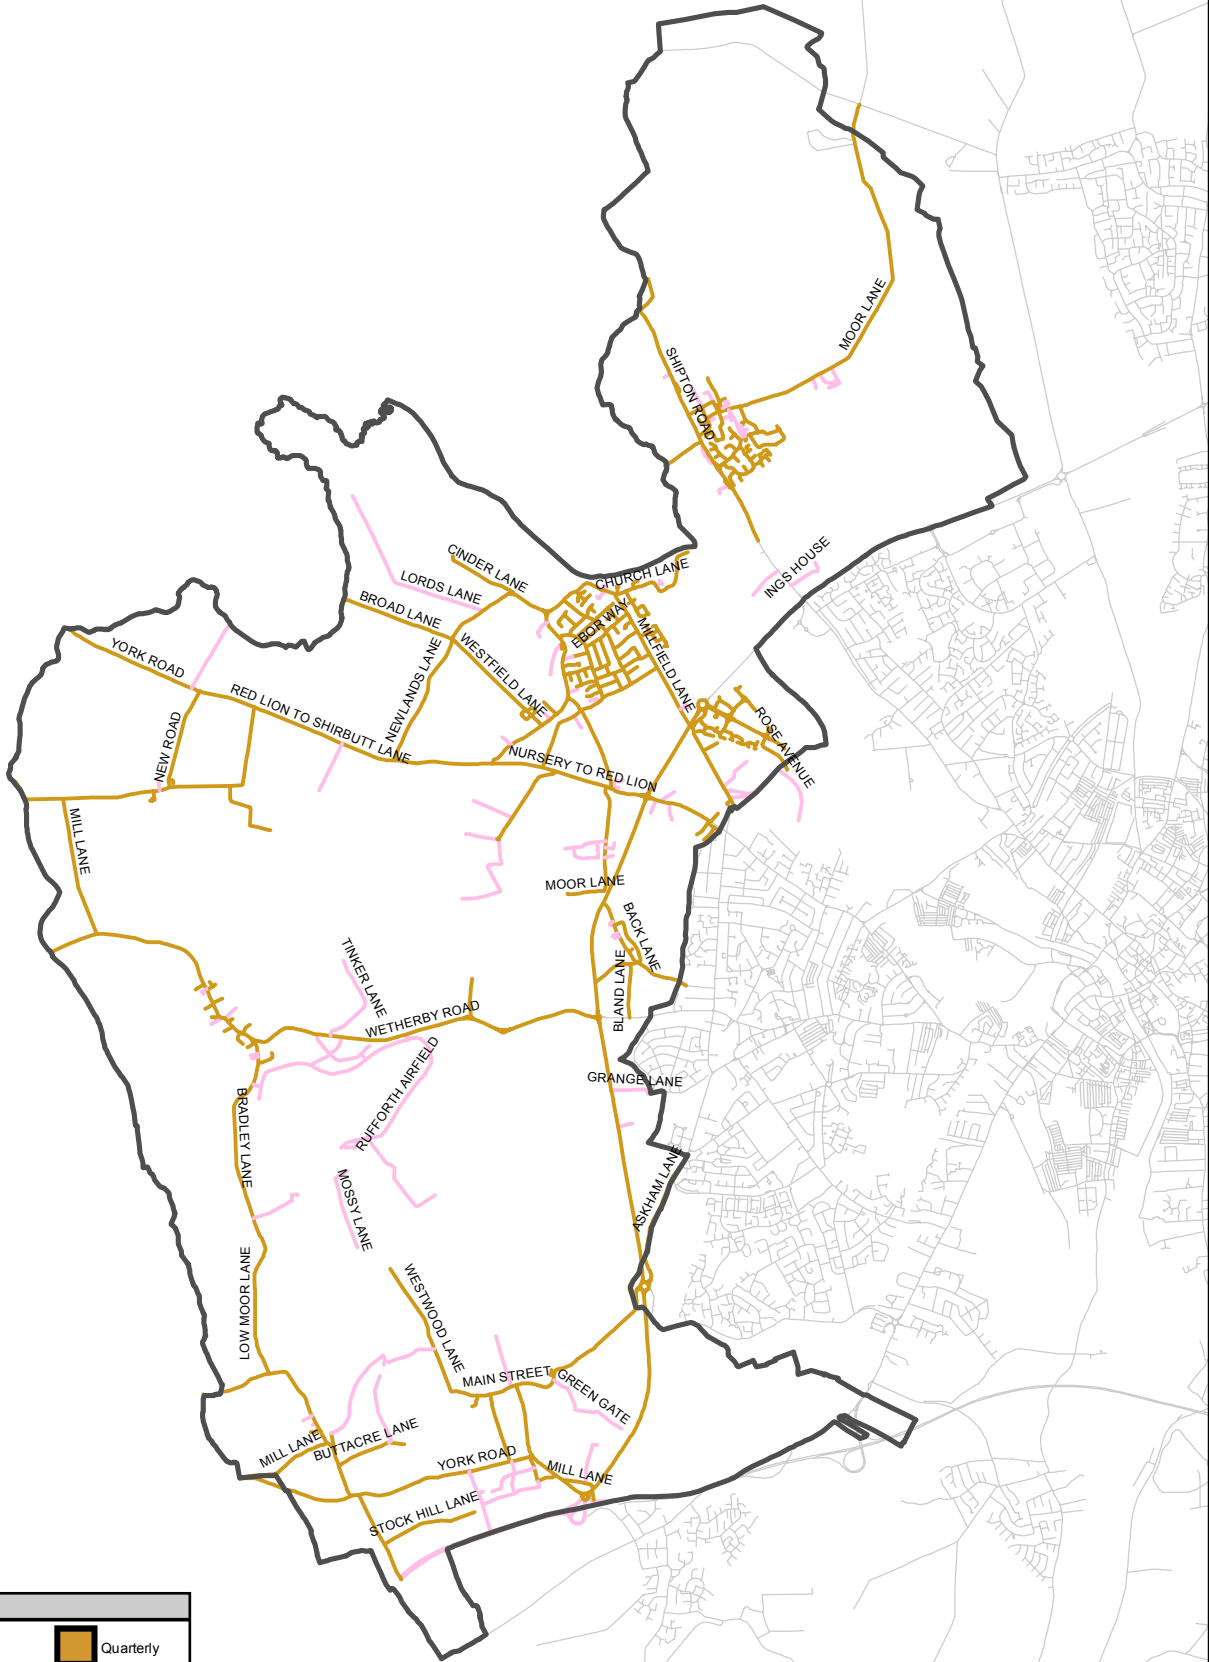 MOOR LANE
SHIPTON ROAD
INGS HOUSE
CINDER LANE
CHURCH LANE
LORDS LANE
BROAD LANE
EBOR WAY
MILLFIELD LANE
WESTFIELD LANE
YORK ROAD
NEWLANDS LANE
RED LION TO SHIRBUTT LANE
ROSE AVENUE
NEW ROAD
NURSERY TO RED LION
MILL LANE
MOOR LANE
BACK LANE
TINKER LANE
BLAND LANE
WETHERBY ROAD
RUFFORTH AIRFIELD
GRANGE LANE
BRADLEY LANE
MOSSY LANE
ASKHAM LANE
LOW MOOR LANE
WESTWOOD LANE
MAIN STREET
GREEN GATE
MILL LANE
BUTTACRE LANE
YORK ROAD
MILL LANE
STOCK HILL LANE
Quarterly